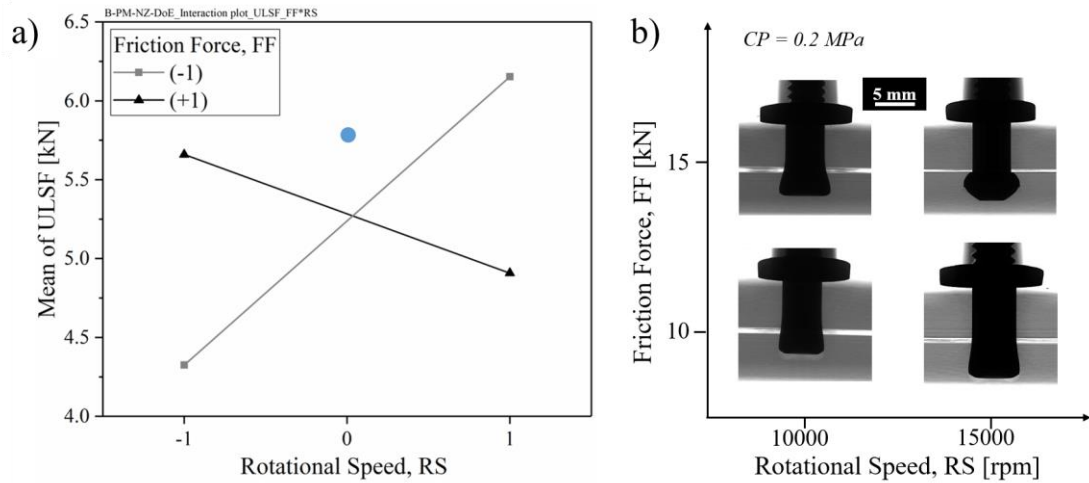 B-PM-NZ-DoE_Interaction plot_ULSF_FF*RS
a)
Friction Force, FF
(-1)
(+1)
Mean of ULSF [kN]
6.5
6.0
5.5
5.0
4.5
4.0
-1
0
1
Rotational Speed, RS
b)
CP = 0.2 MPa
5 mm
Friction Force, FF [kN]
15
10
10000
15000
Rotational Speed, RS [rpm]